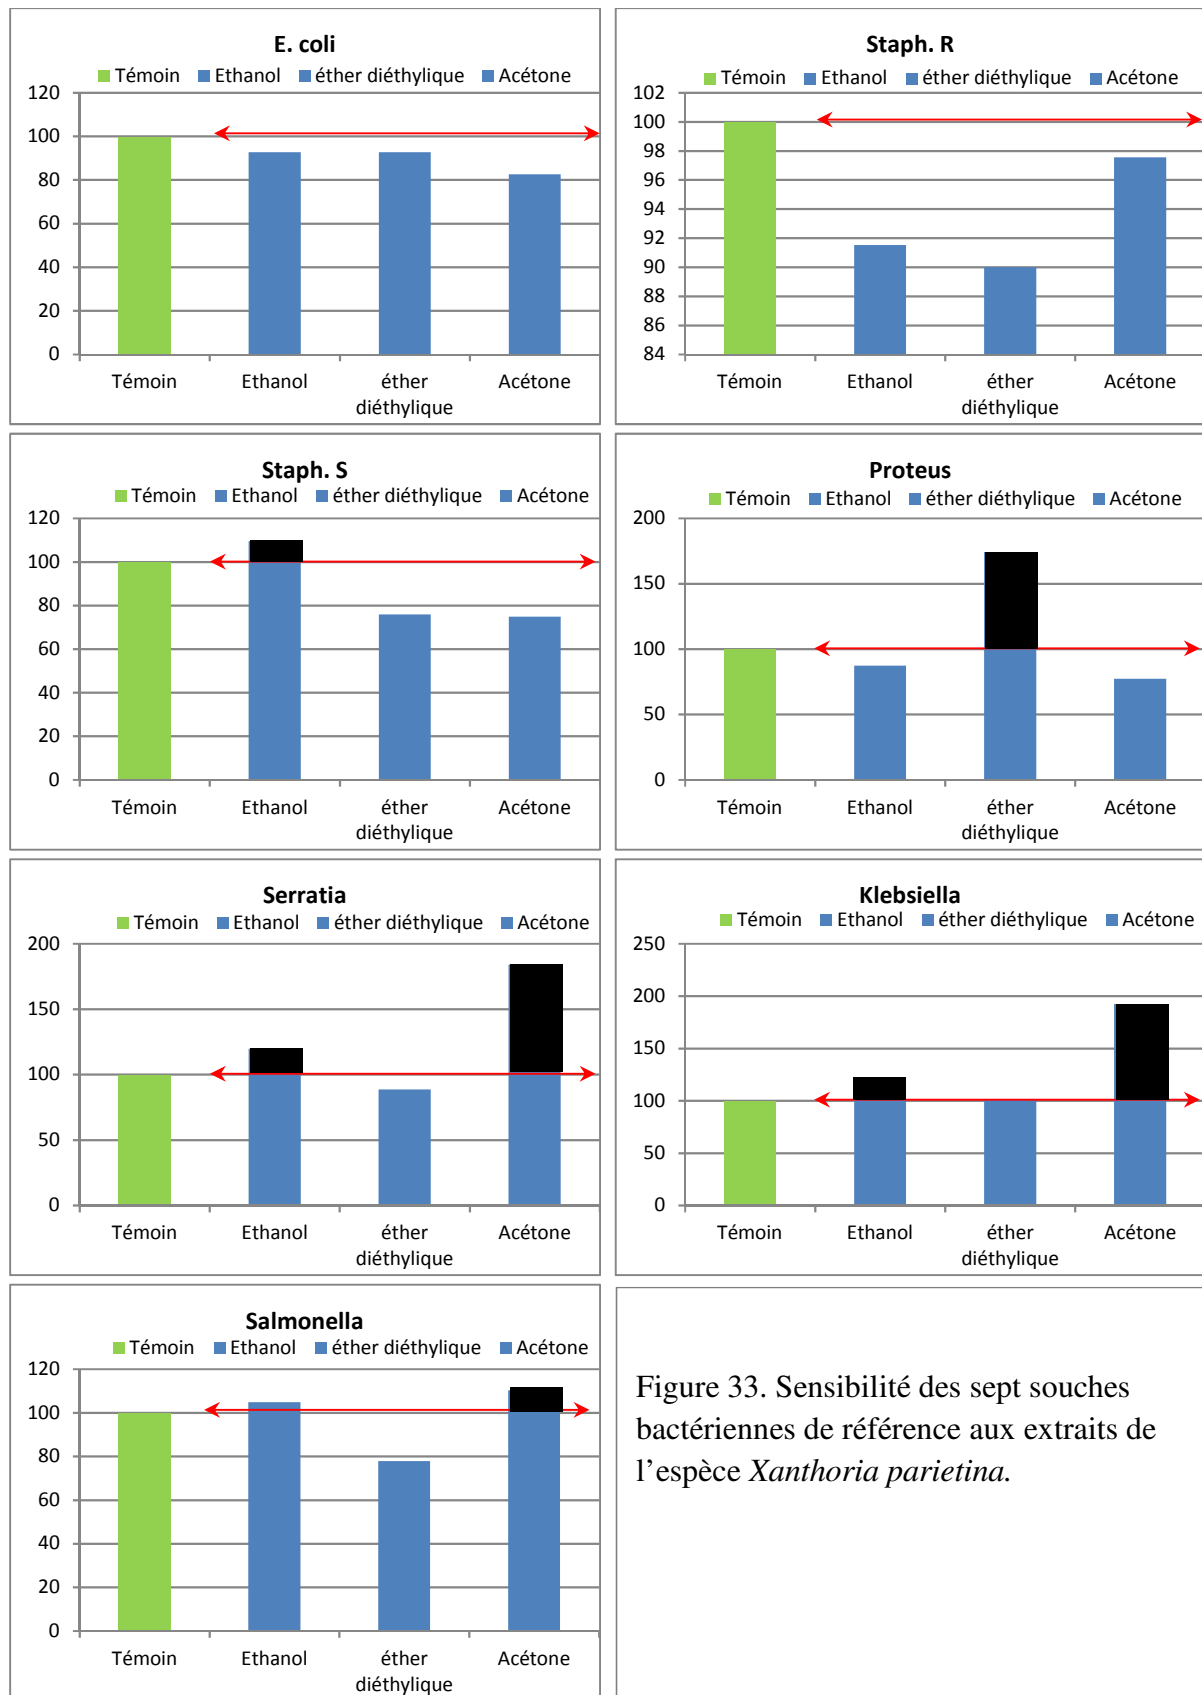 E. coli
Témoin Ethanol éther diéthylique Acétone
120
100
80
60
40
20
0
Témoin Ethanol éther Acétone
diéthylique
Staph. R
Témoin Ethanol éther diéthylique Acétone
102
100
98
96
94
92
90
88
86
84
Témoin Ethanol éther Acétone
diéthylique
Staph. S
Témoin Ethanol éther diéthylique Acétone
120
100
80
60
40
20
0
Témoin Ethanol éther Acétone
diéthylique
Proteus
Témoin Ethanol éther diéthylique Acétone
200
150
100
50
0
Témoin Ethanol éther Acétone
diéthylique
Serratia
Témoin Ethanol éther diéthylique Acétone
200
150
100
50
0
Témoin Ethanol éther Acétone
diéthylique
Klebsiella
Témoin Ethanol éther diéthylique Acétone
250
200
150
100
50
0
Témoin Ethanol éther Acétone
diéthylique
Salmonella
Témoin Ethanol éther diéthylique Acétone
120
100
80
60
40
20
0
Témoin Ethanol éther Acétone
diéthylique
Figure 33. Sensibilité des sept souches
bactériennes de référence aux extraits de
l’espèce Xanthoria parietina.